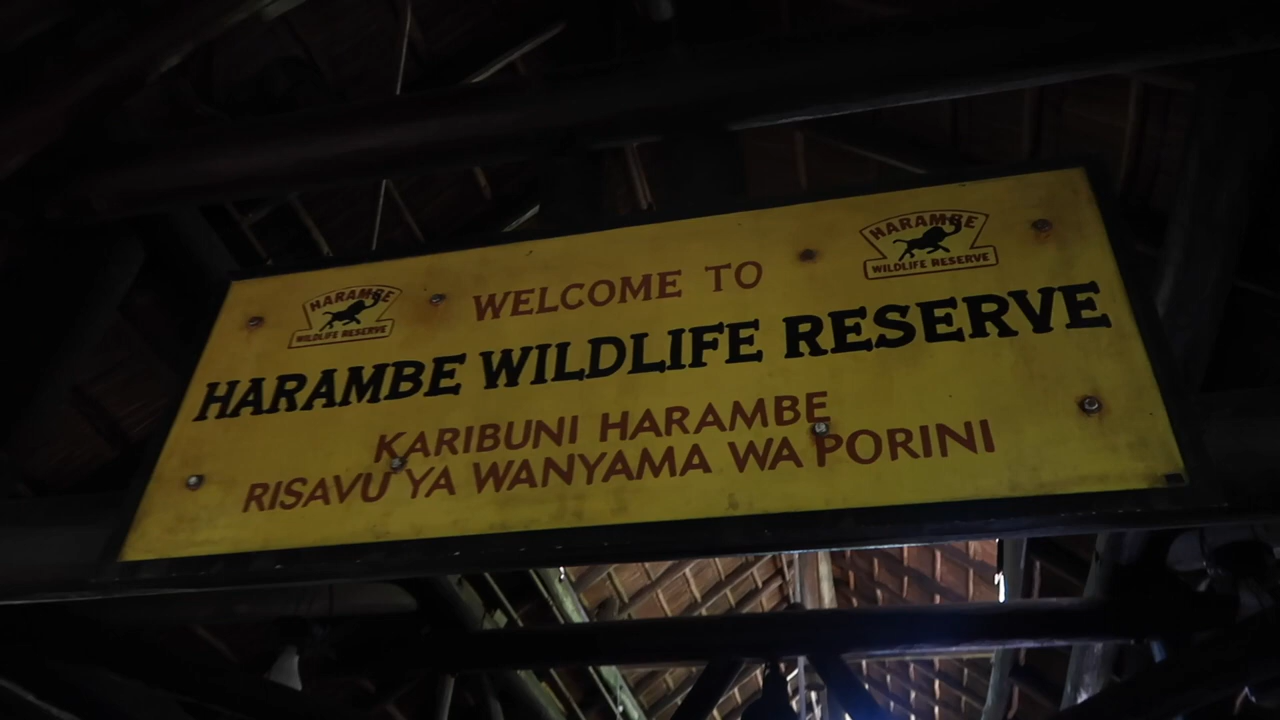 HARAMBE
WILDLIFE RESERVE
HARAMBE
WILDLIFE RESERVE
WELCOME TO
HARAMBE WILDLIFE RESERVE
KARIBUNI HARAMBE
RISAVU YA WANYAMA WA PORINI